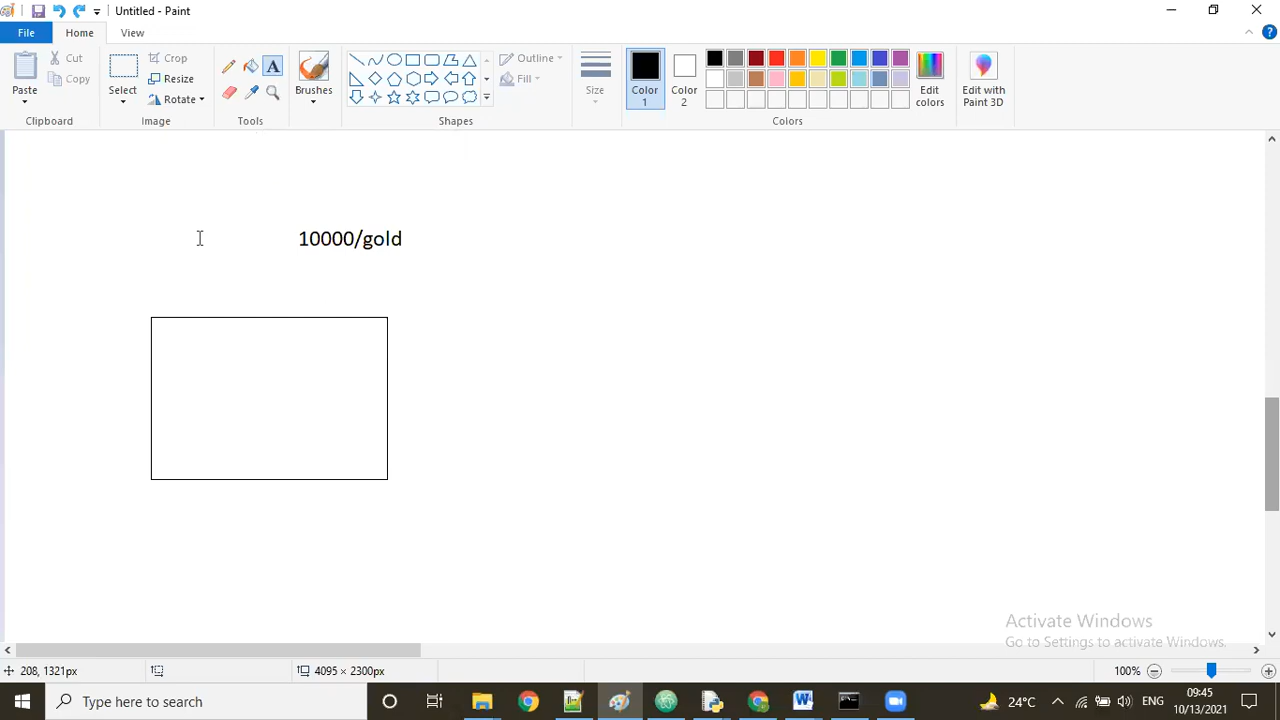 Untitled - Paint
File
Home
View
Paste
Cut
Copy
Clipboard
Select
Crop
Resize
Rotate
Image
A
Tools
Brushes
Shapes
Outline
Fill
Size
Color 1
Color 2
Colors
Edit colors
Edit with Paint 3D
10000/gold
Activate Windows
Go to Settings to activate Windows.
208, 1321px
4095 × 2300px
100%
Type here to search
24°C
ENG
09:45
10/13/2021